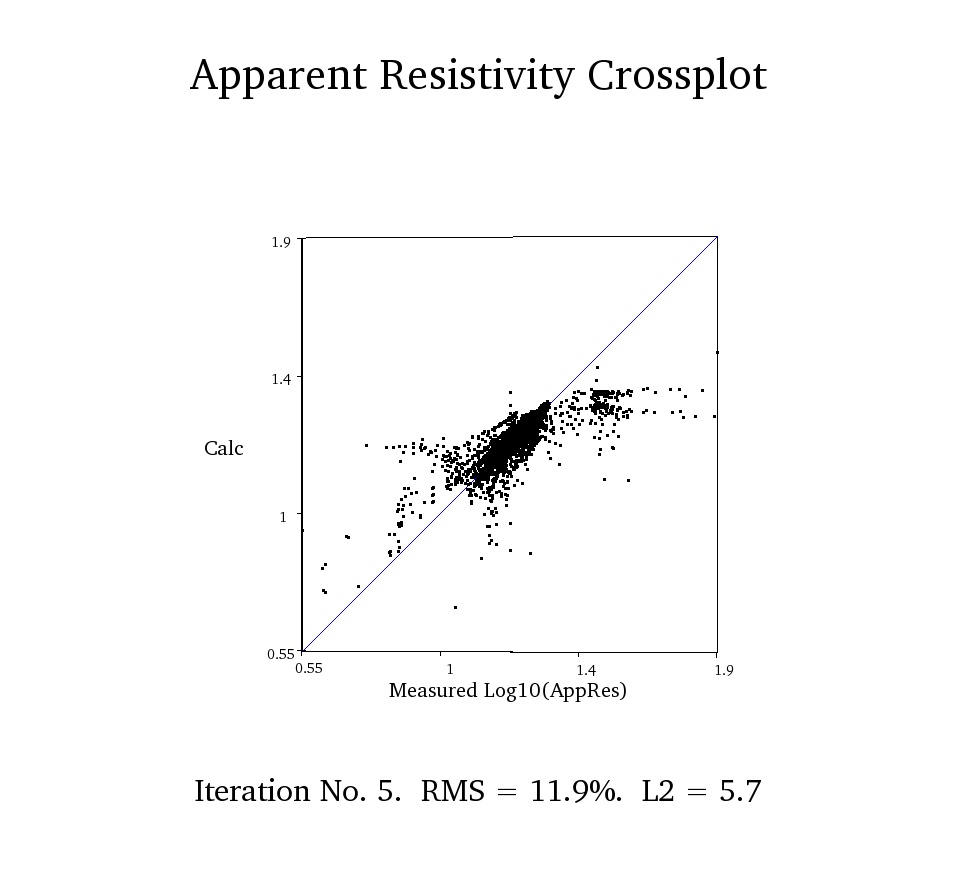 Apparent Resistivity Crossplot
1.9
1.4
Calc
1
0.55
0.55 1 1.4 1.9
Measured Log10(AppRes)
Iteration No. 5. RMS = 11.9%. L2 = 5.7